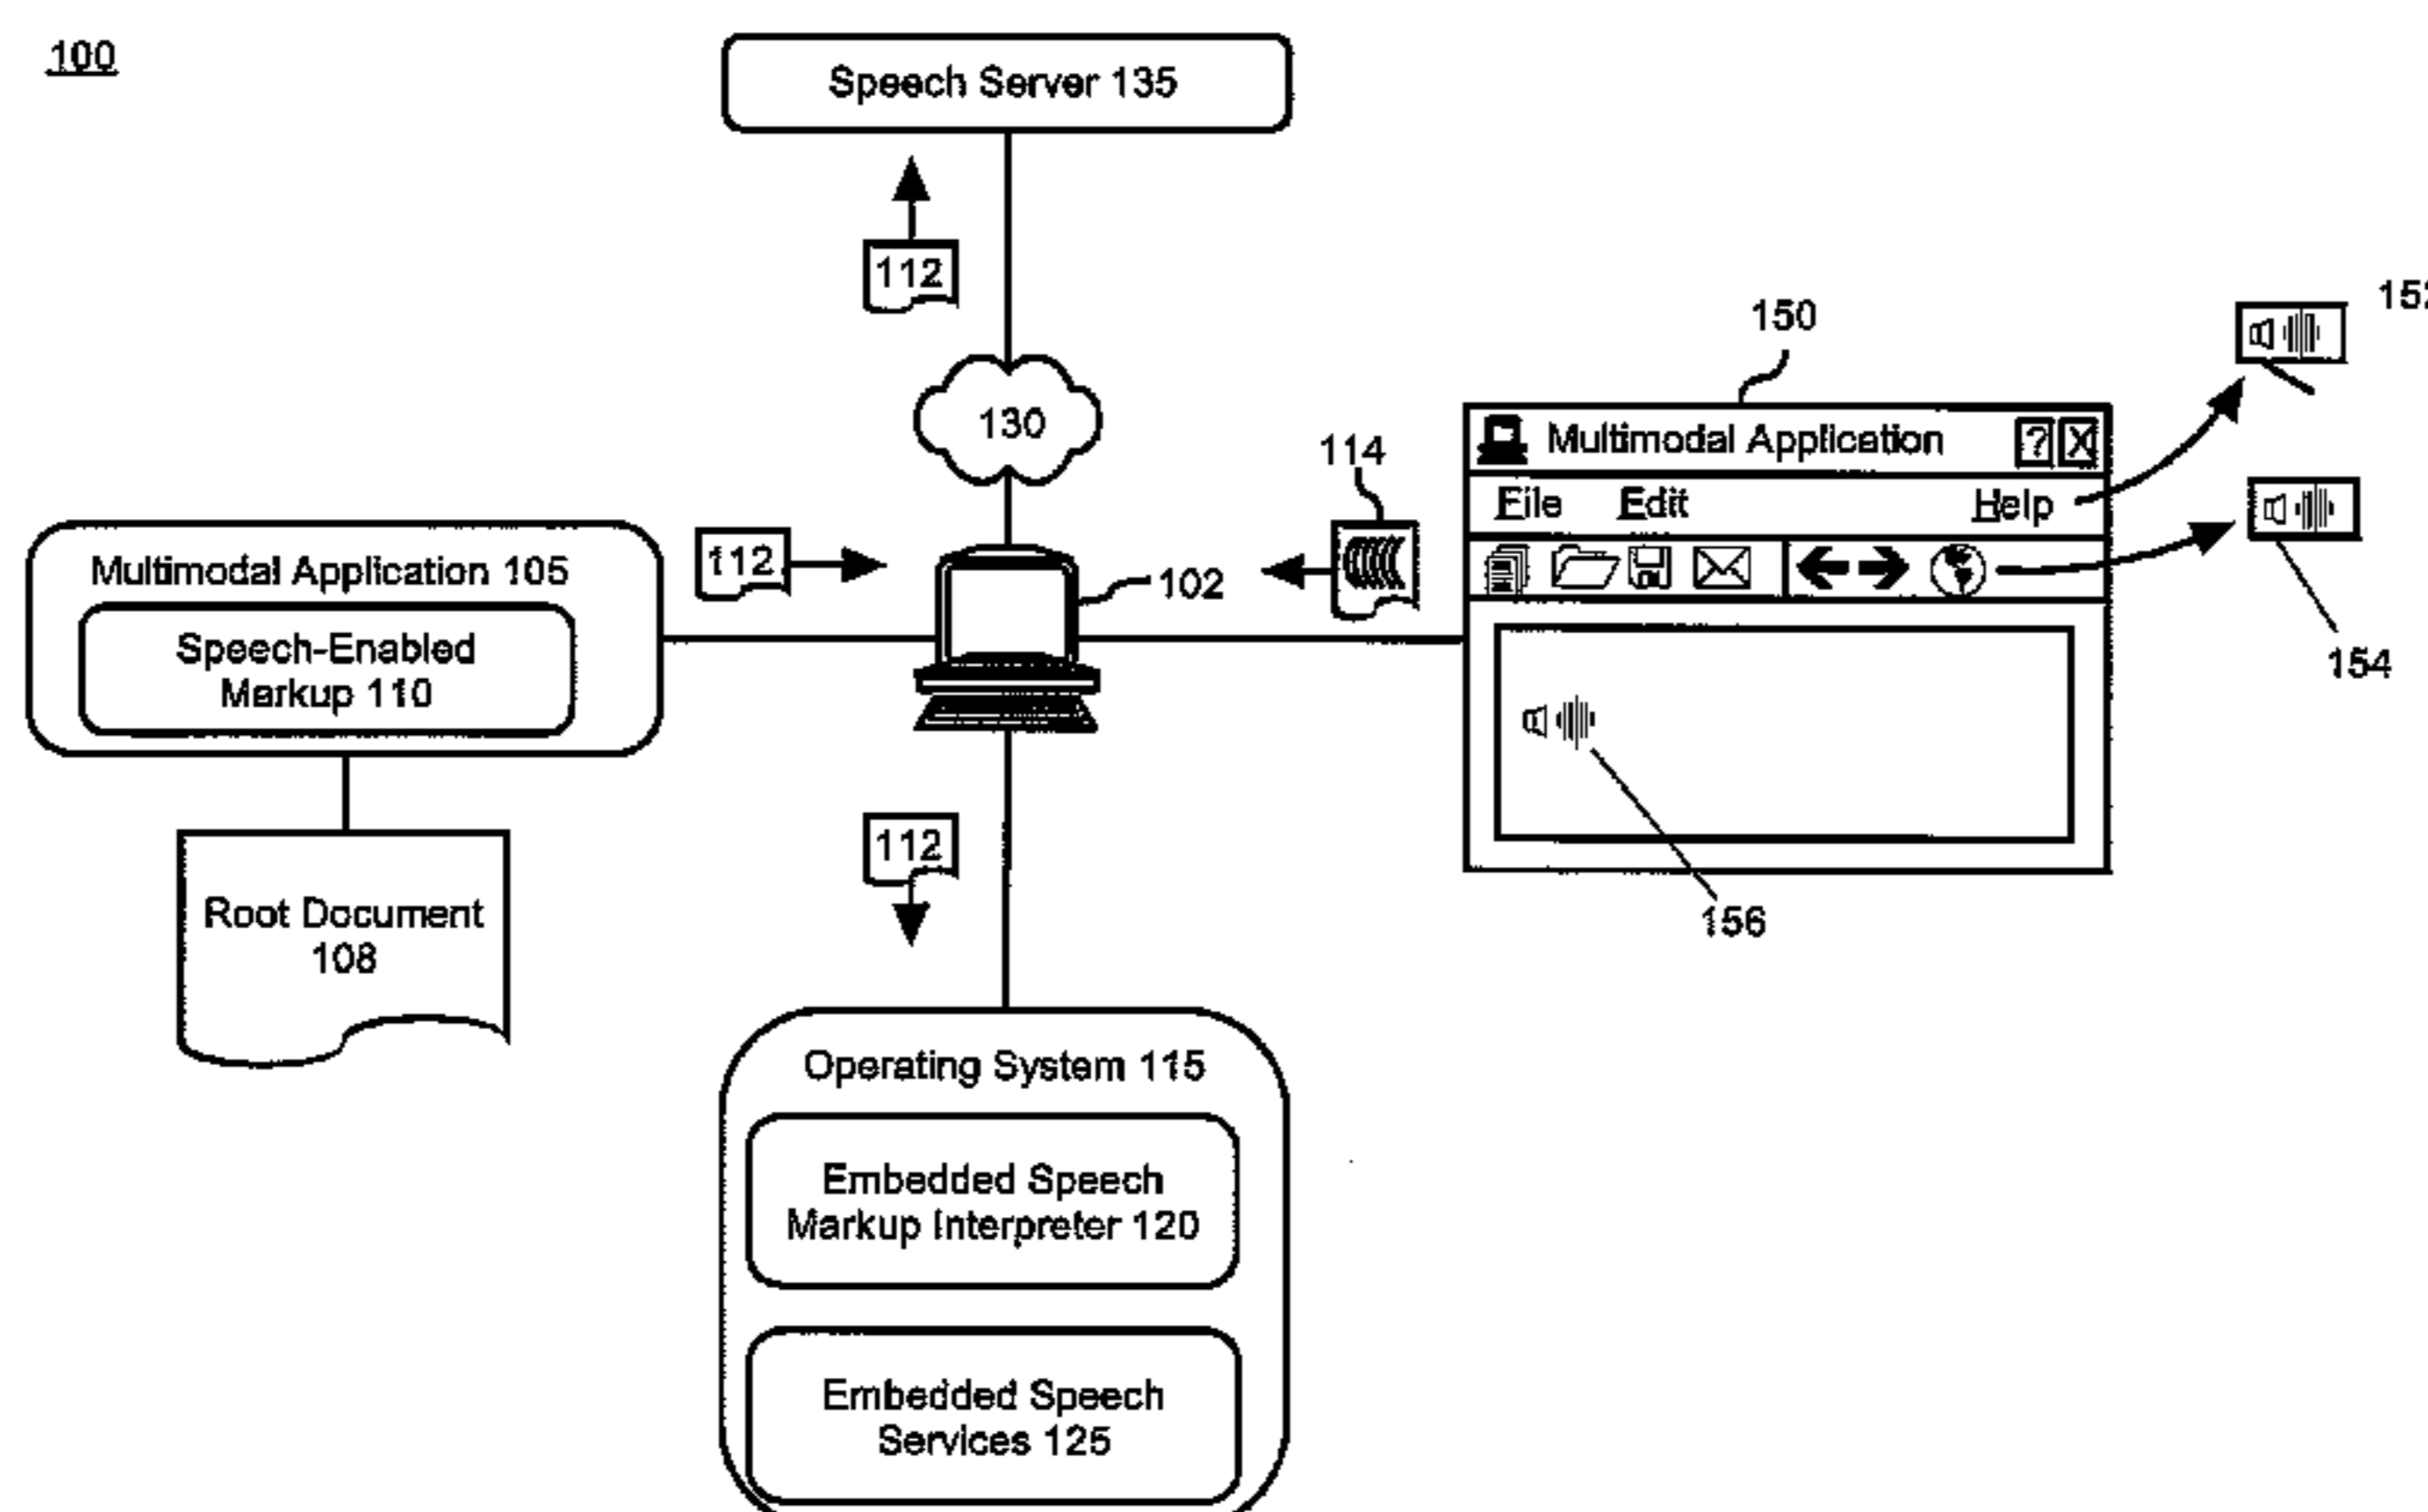 100
Speech Server 135
112
130
150
Multimodal Application
? X
File Edit Help
114
154
156
112
102
Multimodal Application 105
Speech-Enabled
Markup 110
Root Document
108
112
Operating System 115
Embedded Speech
Markup Interpreter 120
Embedded Speech
Services 125